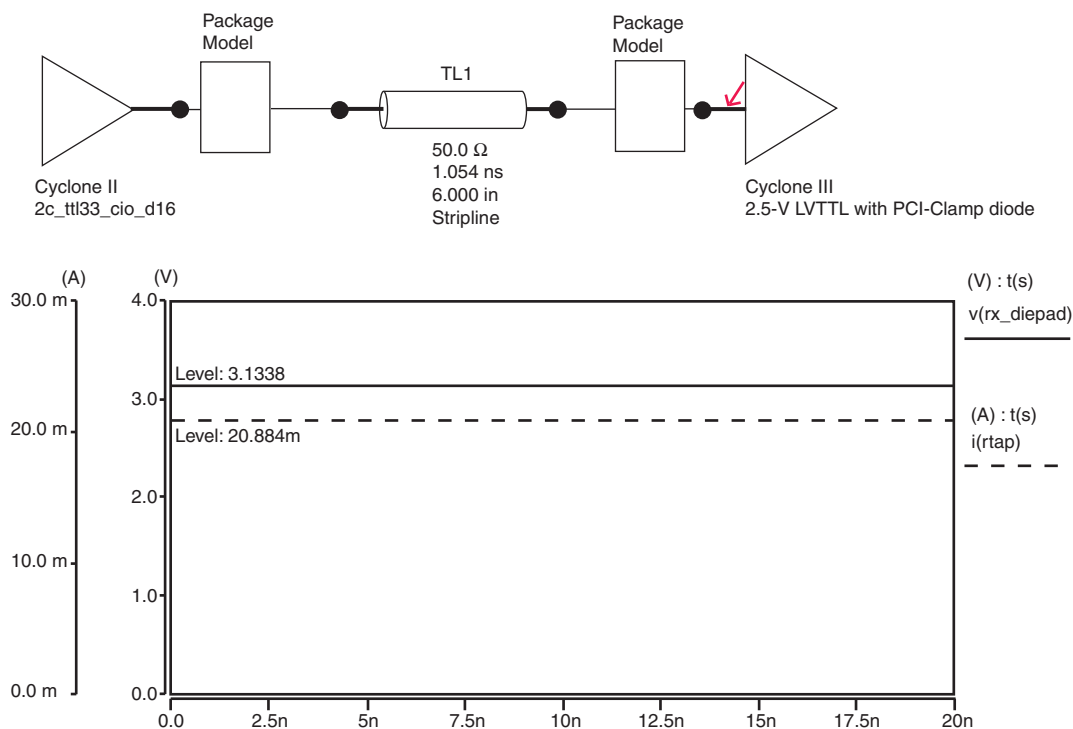 Package
Model
Package
Model
TL1
50.0 Ω
1.054 ns
6.000 in
Stripline
Cyclone II
2c_ttl33_cio_d16
Cyclone III
2.5-V LVTTL with PCI-Clamp diode
(A)
(V)
30.0 m
20.0 m
10.0 m
0.0 m
4.0
3.0
2.0
1.0
0.0
Level: 3.1338
Level: 20.884m
(V) : t(s)
v(rx_diepad)
(A) : t(s)
i(rtap)
0.0 2.5n 5n 7.5n 10n 12.5n 15n 17.5n 20n